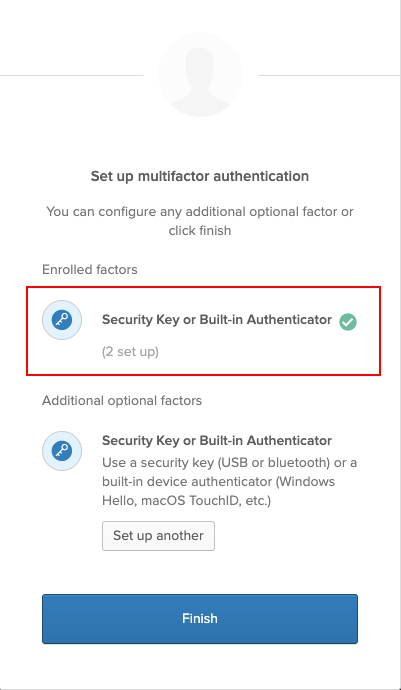 Set up multifactor authentication
You can configure any additional optional factor or
click finish
Enrolled factors
Security Key or Built-in Authenticator
(2 set up)
Additional optional factors
Security Key or Built-in Authenticator
Use a security key (USB or bluetooth) or a
built-in device authenticator (Windows
Hello, macOS TouchID, etc.)
Set up another
Finish